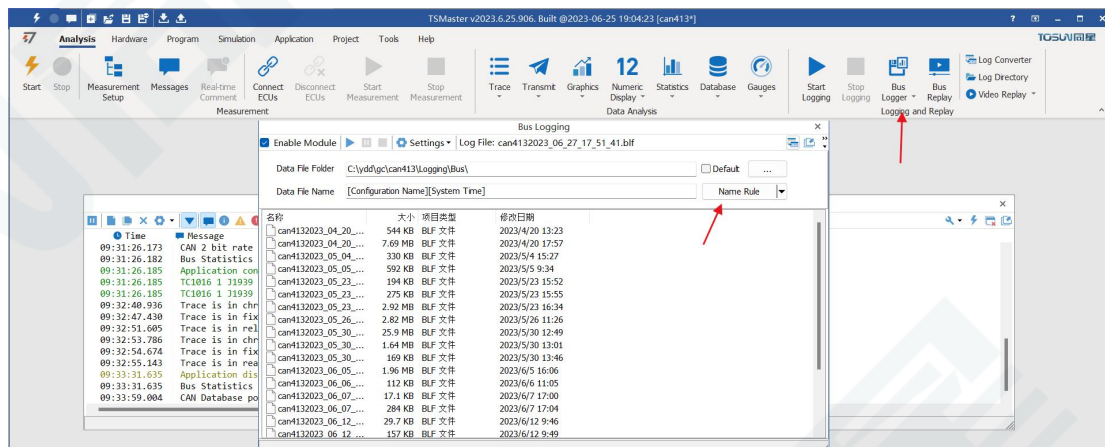 TSMaster v2023.6.25.906. Built @2023-06-25 19:04:23 [can413*]
Analysis Hardware Program Simulation Application Project Tools Help
TOSUN同星
Start Stop Measurement Setup Messages Real-time Comment Connect ECUs Disconnect ECUs Start Measurement Stop Measurement Trace Transmit Graphics 12 Numeric Display Statistics Database Gauges Start Logging Stop Logging Bus Logger Bus Replay
Log Converter
Log Directory
Video Replay
Measurement Data Analysis Logging and Replay
Bus Logging
Enable Module Settings Log File: can4132023_06_27_17_51_41.blf
Data File Folder C:\ydd\gc\can413\Logging\Bus\ Default ...
Data File Name [Configuration Name][System Time] Name Rule
名称 大小 项目类型 修改日期
can4132023_04_20_... 544 KB BLF 文件 2023/4/20 13:23
can4132023_04_20_... 7.69 MB BLF 文件 2023/4/20 17:57
can4132023_05_04_... 330 KB BLF 文件 2023/5/4 15:27
can4132023_05_05_... 592 KB BLF 文件 2023/5/5 9:34
can4132023_05_23_... 194 KB BLF 文件 2023/5/23 15:52
can4132023_05_23_... 275 KB BLF 文件 2023/5/23 15:55
can4132023_05_23_... 2.92 MB BLF 文件 2023/5/23 16:34
can4132023_05_26_... 2.82 MB BLF 文件 2023/5/26 11:26
can4132023_05_30_... 25.9 MB BLF 文件 2023/5/30 12:49
can4132023_05_30_... 1.64 MB BLF 文件 2023/5/30 13:01
can4132023_05_30_... 169 KB BLF 文件 2023/5/30 13:46
can4132023_06_05_... 1.96 MB BLF 文件 2023/6/5 16:06
can4132023_06_06_... 112 KB BLF 文件 2023/6/6 11:05
can4132023_06_07_... 17.1 KB BLF 文件 2023/6/7 17:00
can4132023_06_07_... 284 KB BLF 文件 2023/6/7 17:04
can4132023_06_12_... 29.7 KB BLF 文件 2023/6/12 9:46
can4132023 06 12 ... 157 KB BLF 文件 2023/6/12 9:49
Time Message
09:31:26.173 CAN 2 bit rate
09:31:26.182 Bus Statistics
09:31:26.185 Application con
09:31:26.185 TC1016 1 J1939
09:31:26.185 TC1016 1 J1939
09:32:40.936 Trace is in chr
09:32:47.430 Trace is in fix
09:32:51.605 Trace is in rel
09:32:53.786 Trace is in chr
09:32:54.674 Trace is in fix
09:32:55.143 Trace is in rea
09:33:31.635 Application dis
09:33:31.635 Bus Statistics
09:33:59.004 CAN Database po